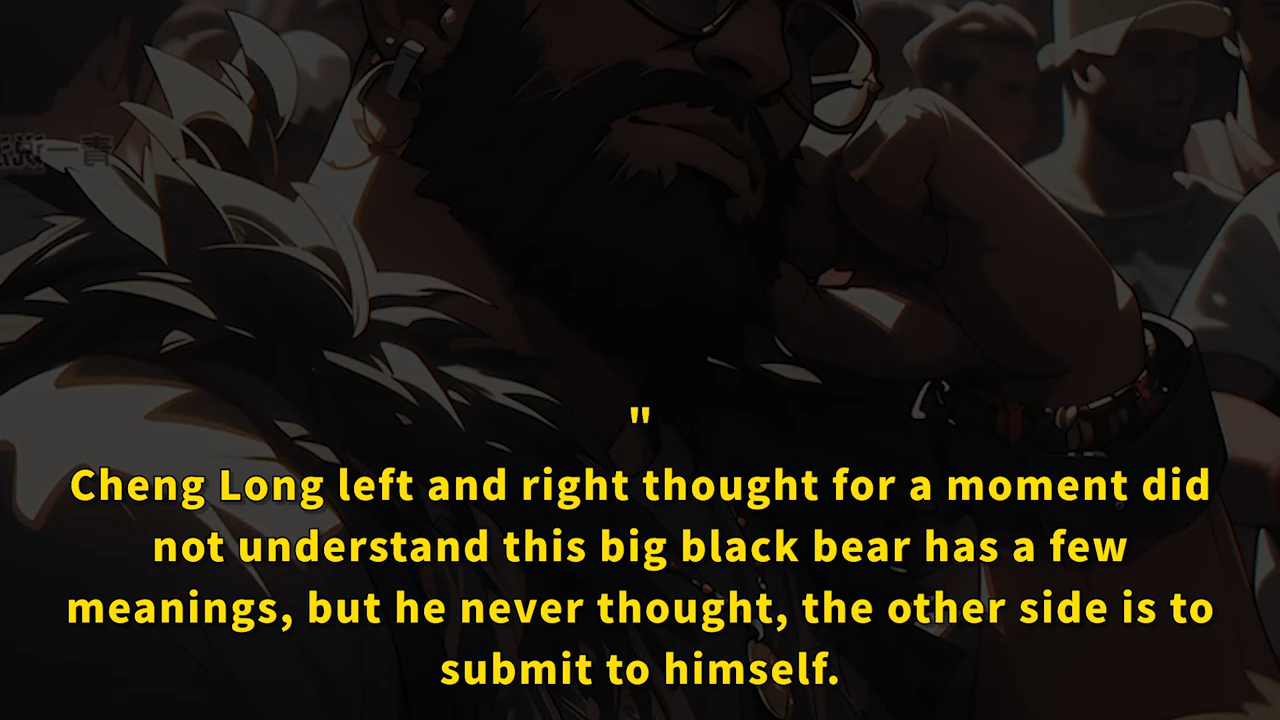 "
Cheng Long left and right thought for a moment did
not understand this big black bear has a few
meanings, but he never thought, the other side is to
submit to himself.